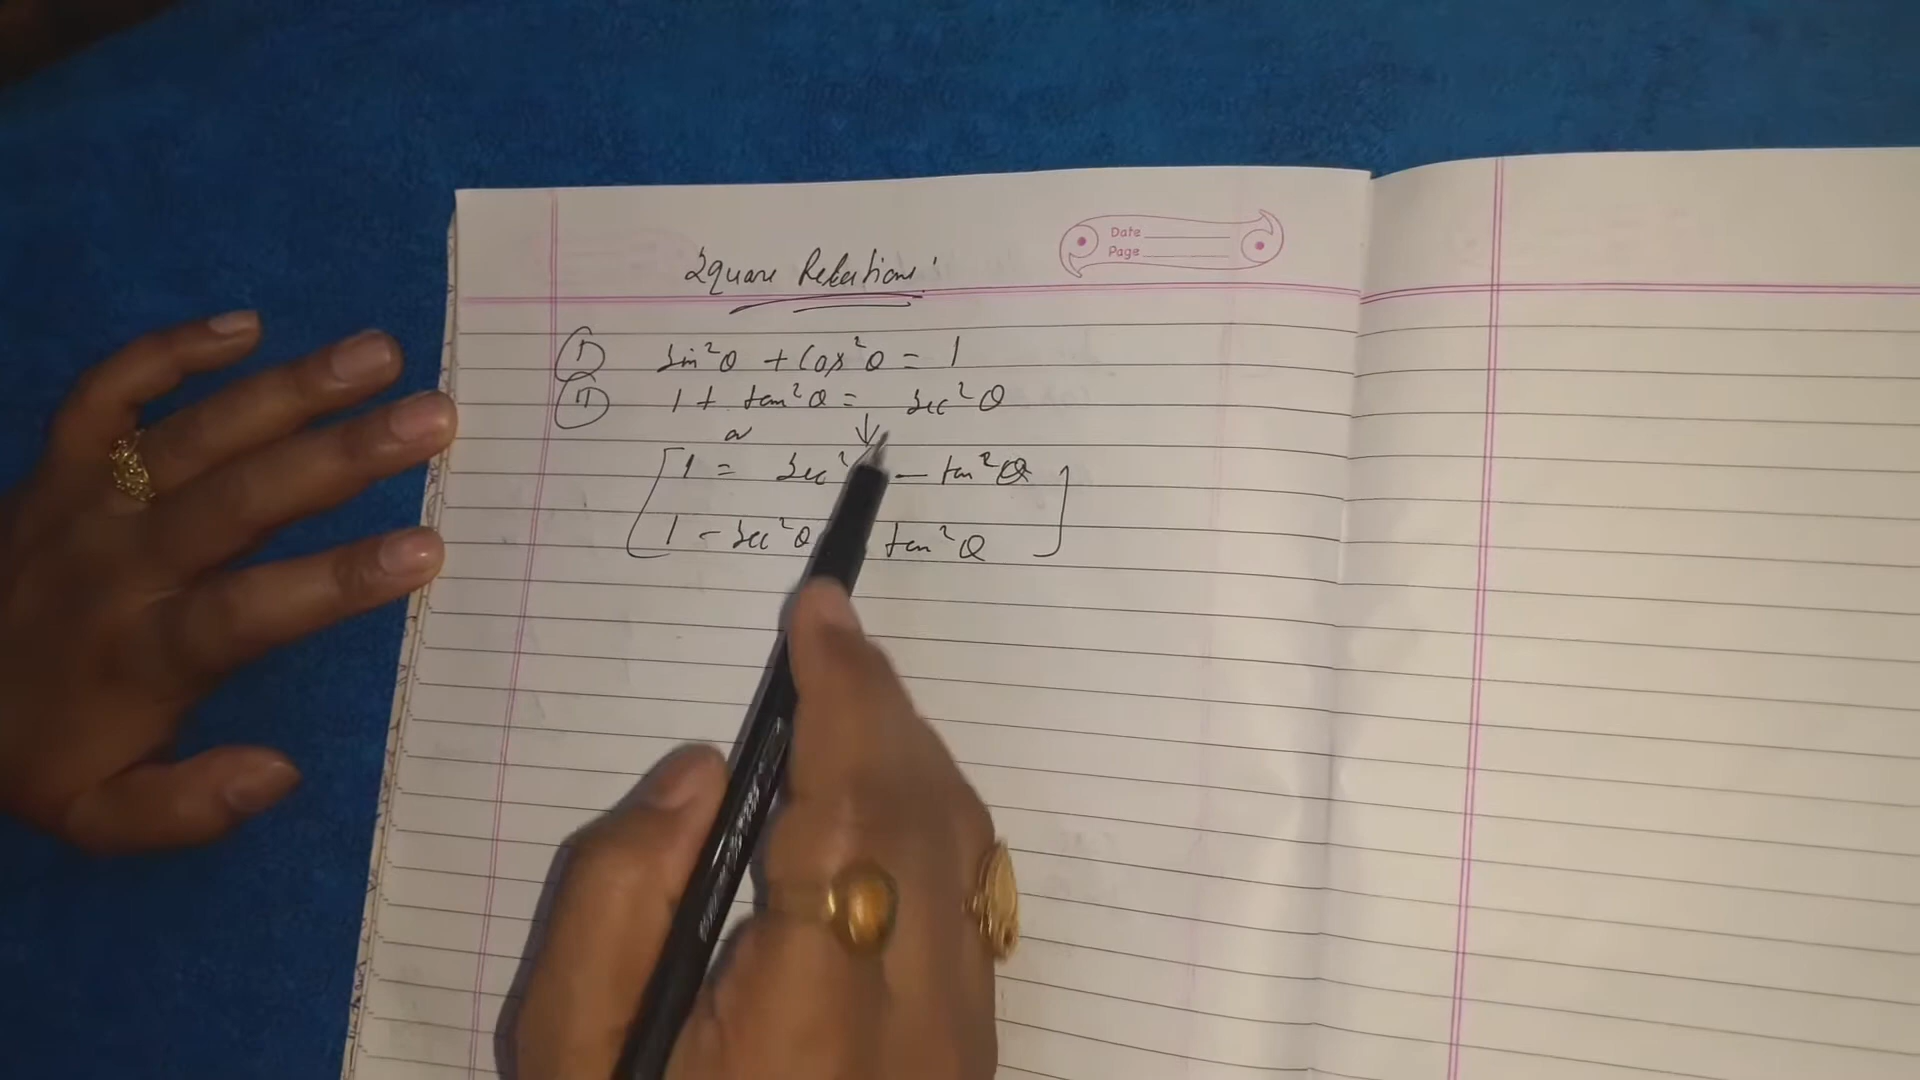 Date
Page
Square Relations:
I sin²θ + Cos²θ = 1
II 1 + tan²θ = sec²θ
or ↓
1 = sec² — tan²θ
1 - sec²θ tan²θ